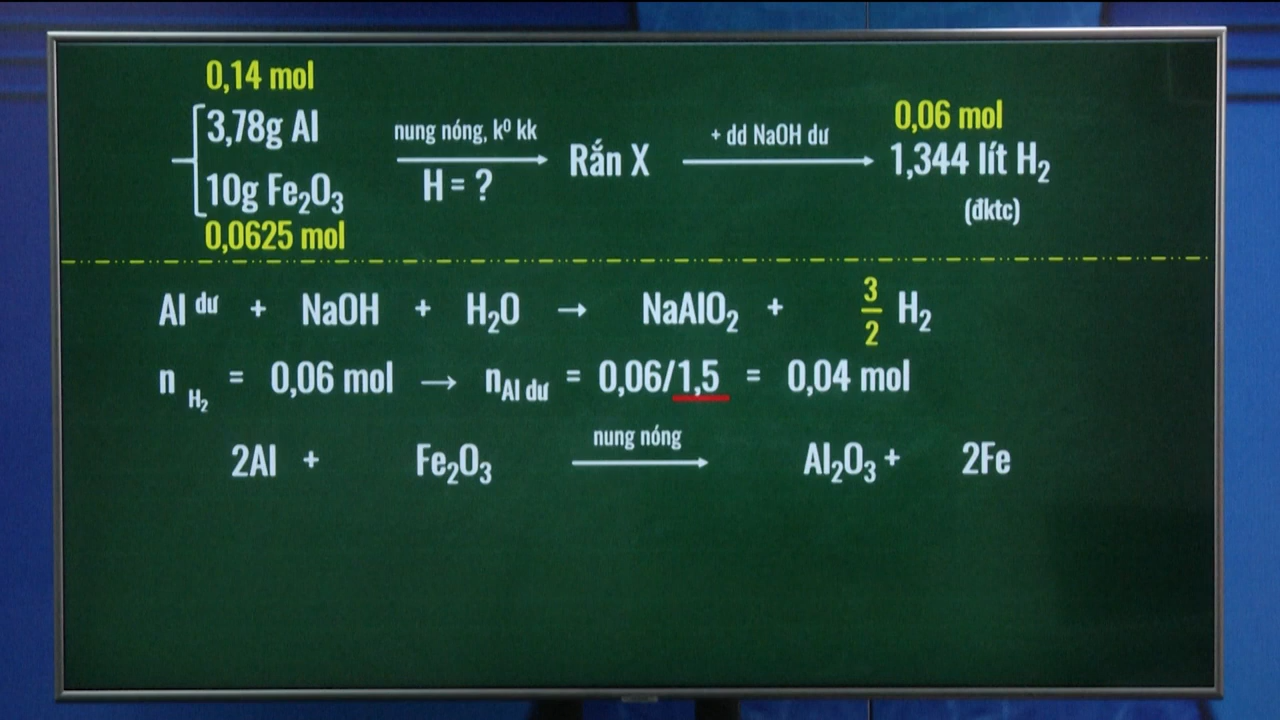 0,14 mol
3,78g Al
10g Fe₂O₃
0,0625 mol
nung nóng, kº kk
H = ?
Rắn X
+ dd NaOH dư
0,06 mol
1,344 lít H₂
(đktc)
Al dư + NaOH + H₂O → NaAlO₂ + 3/2 H₂
n H₂ = 0,06 mol → nAl dư = 0,06/1,5 = 0,04 mol
nung nóng
2Al + Fe₂O₃ → Al₂O₃ + 2Fe